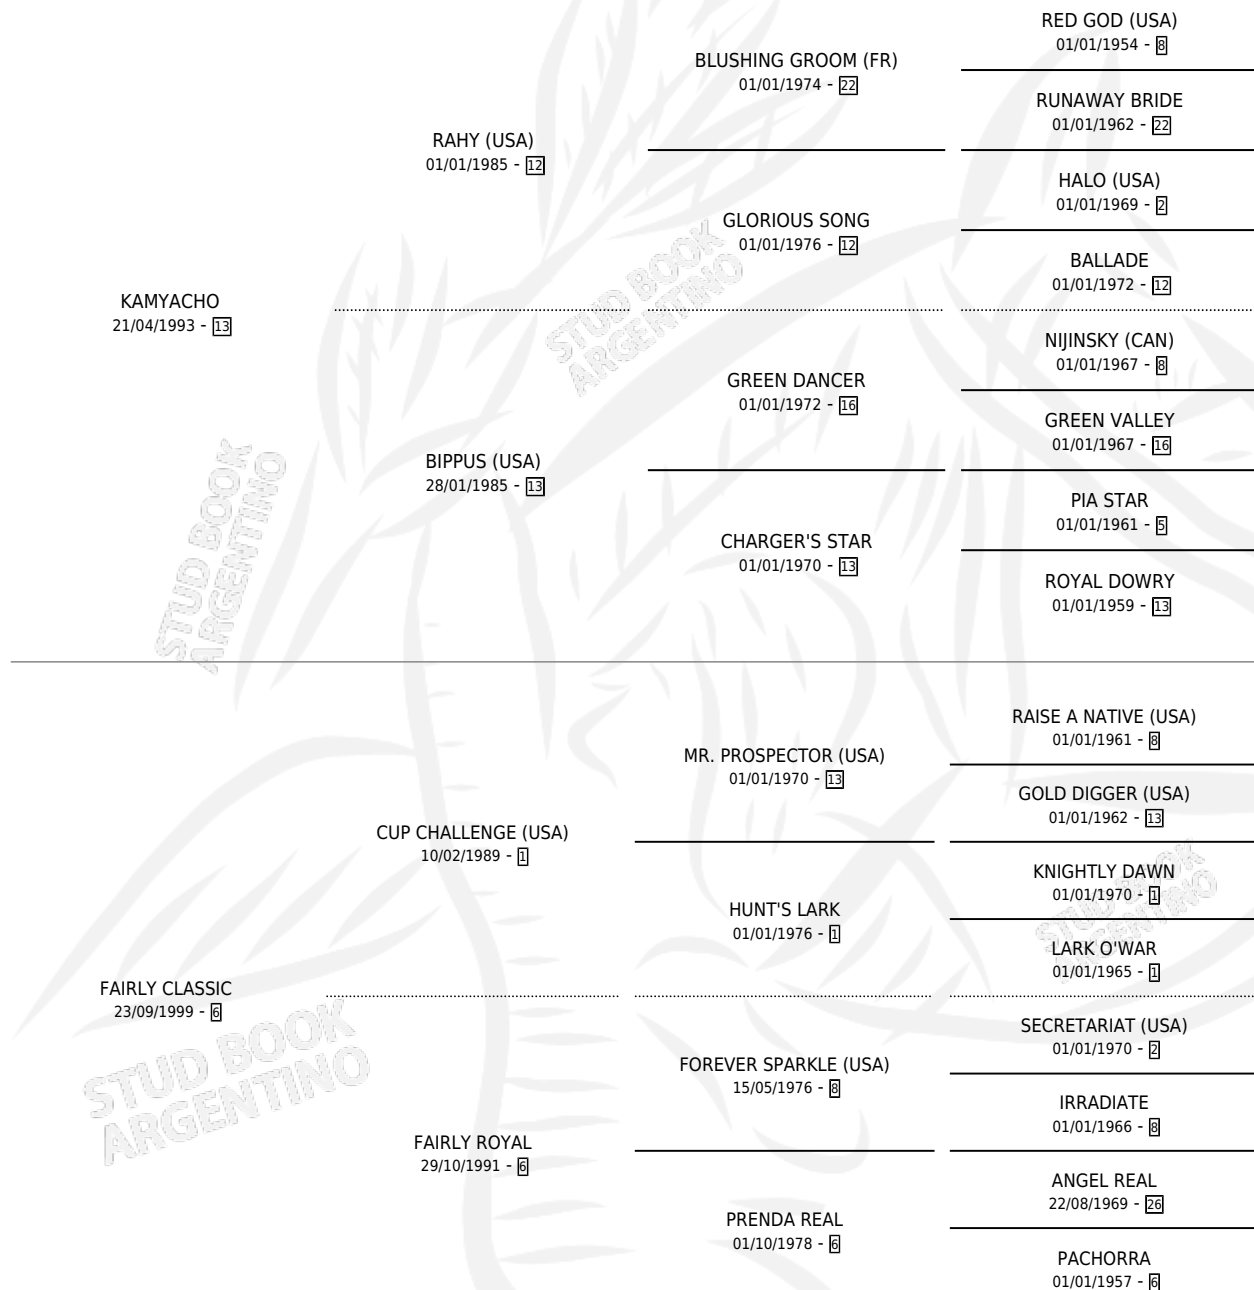 RED GOD (USA)
01/01/1954 - 8
BLUSHING GROOM (FR)
01/01/1974 - 22
RUNAWAY BRIDE
01/01/1962 - 22
RAHY (USA)
01/01/1985 - 12
HALO (USA)
01/01/1969 - 2
GLORIOUS SONG
01/01/1976 - 12
BALLADE
01/01/1972 - 12
KAMYACHO
21/04/1993 - 13
NIJINSKY (CAN)
01/01/1967 - 8
GREEN DANCER
01/01/1972 - 16
GREEN VALLEY
01/01/1967 - 16
BIPPUS (USA)
28/01/1985 - 13
PIA STAR
01/01/1961 - 5
CHARGER'S STAR
01/01/1970 - 13
ROYAL DOWRY
01/01/1959 - 13
RAISE A NATIVE (USA)
01/01/1961 - 8
MR. PROSPECTOR (USA)
01/01/1970 - 13
GOLD DIGGER (USA)
01/01/1962 - 13
CUP CHALLENGE (USA)
10/02/1989 - 1
KNIGHTLY DAWN
01/01/1970 - 1
HUNT'S LARK
01/01/1976 - 1
LARK O'WAR
01/01/1965 - 1
FAIRLY CLASSIC
23/09/1999 - 6
SECRETARIAT (USA)
01/01/1970 - 2
FOREVER SPARKLE (USA)
15/05/1976 - 8
IRRADIATE
01/01/1966 - 8
FAIRLY ROYAL
29/10/1991 - 6
ANGEL REAL
22/08/1969 - 26
PRENDA REAL
01/10/1978 - 6
PACHORRA
01/01/1957 - 6
STUD BOOK
ARGENTINO
STUD BOOK
ARGENTINO
STUD BOOK
ARGENTINO
STUD BOOK
ARGENTINO